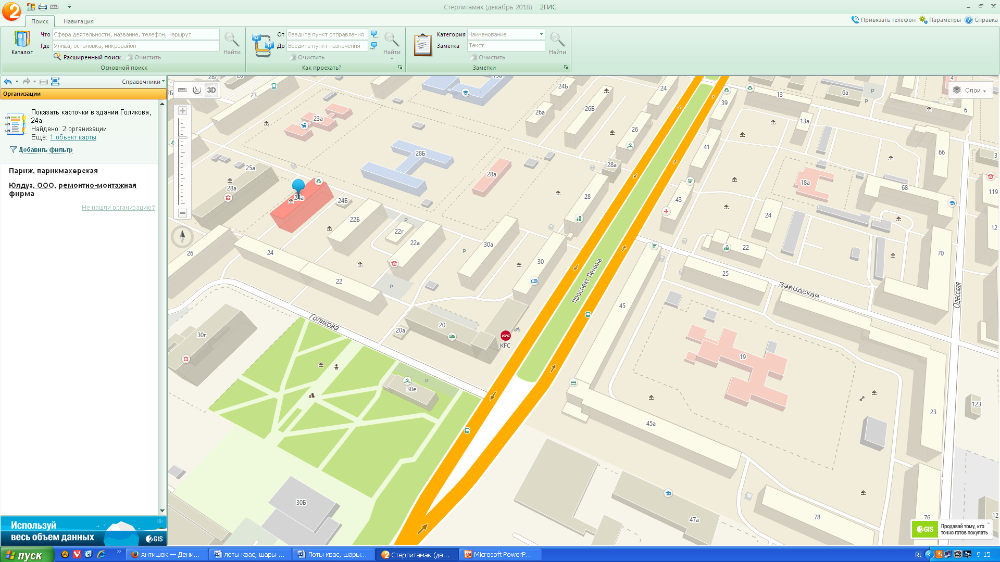 Стерлитамак (декабрь 2018) - 2ГИС
Поиск
Навигация
Привязать телефон
Параметры
Справка
Каталог
Что
Сфера деятельности, название, телефон, маршрут
Где
Улица, остановка, микрорайон
Найти
Расширенный поиск
Очистить
Основной поиск
От
Введите пункт отправления
До
Введите пункт назначения
Найти
Очистить
Как проехать?
Категория
Наименование
Заметка
Текст
Найти
Очистить
Заметки
Справочники
Организации
Показать карточки в здании Голикова,
24а
Найдено: 2 организации
Ещё: 1 объект карты
Добавить фильтр
Париж, парикмахерская
Юлдуз, ООО, ремонтно-монтажная
фирма
Не нашли организацию?
Используй
весь объем данных
18+
2GIS
3D
Слои
28/1
23
24Б
24
13
6а
4
39
6
26а
26Б
23а
26
13а
41
66
3
28Б
28а
28а
25а
28а
24а
24Б
28
43
18а
68
119
22Б
22г
22а
30а
24
22
12
26
24
22
30
70
25
проспект Ленина
Заводская
Одесская
45
Голикова
30г
20а
20
KFC
KFC
19
30е
P
123
23
45а
30Б
47а
78
76
12
2GIS
Продавай тому, кто
точно готов покупать
пуск
Антишок — Дени...
лоты квас, шары ...
Лоты квас, шары...
Стерлитамак (де...
Microsoft PowerP...
RL
9:15